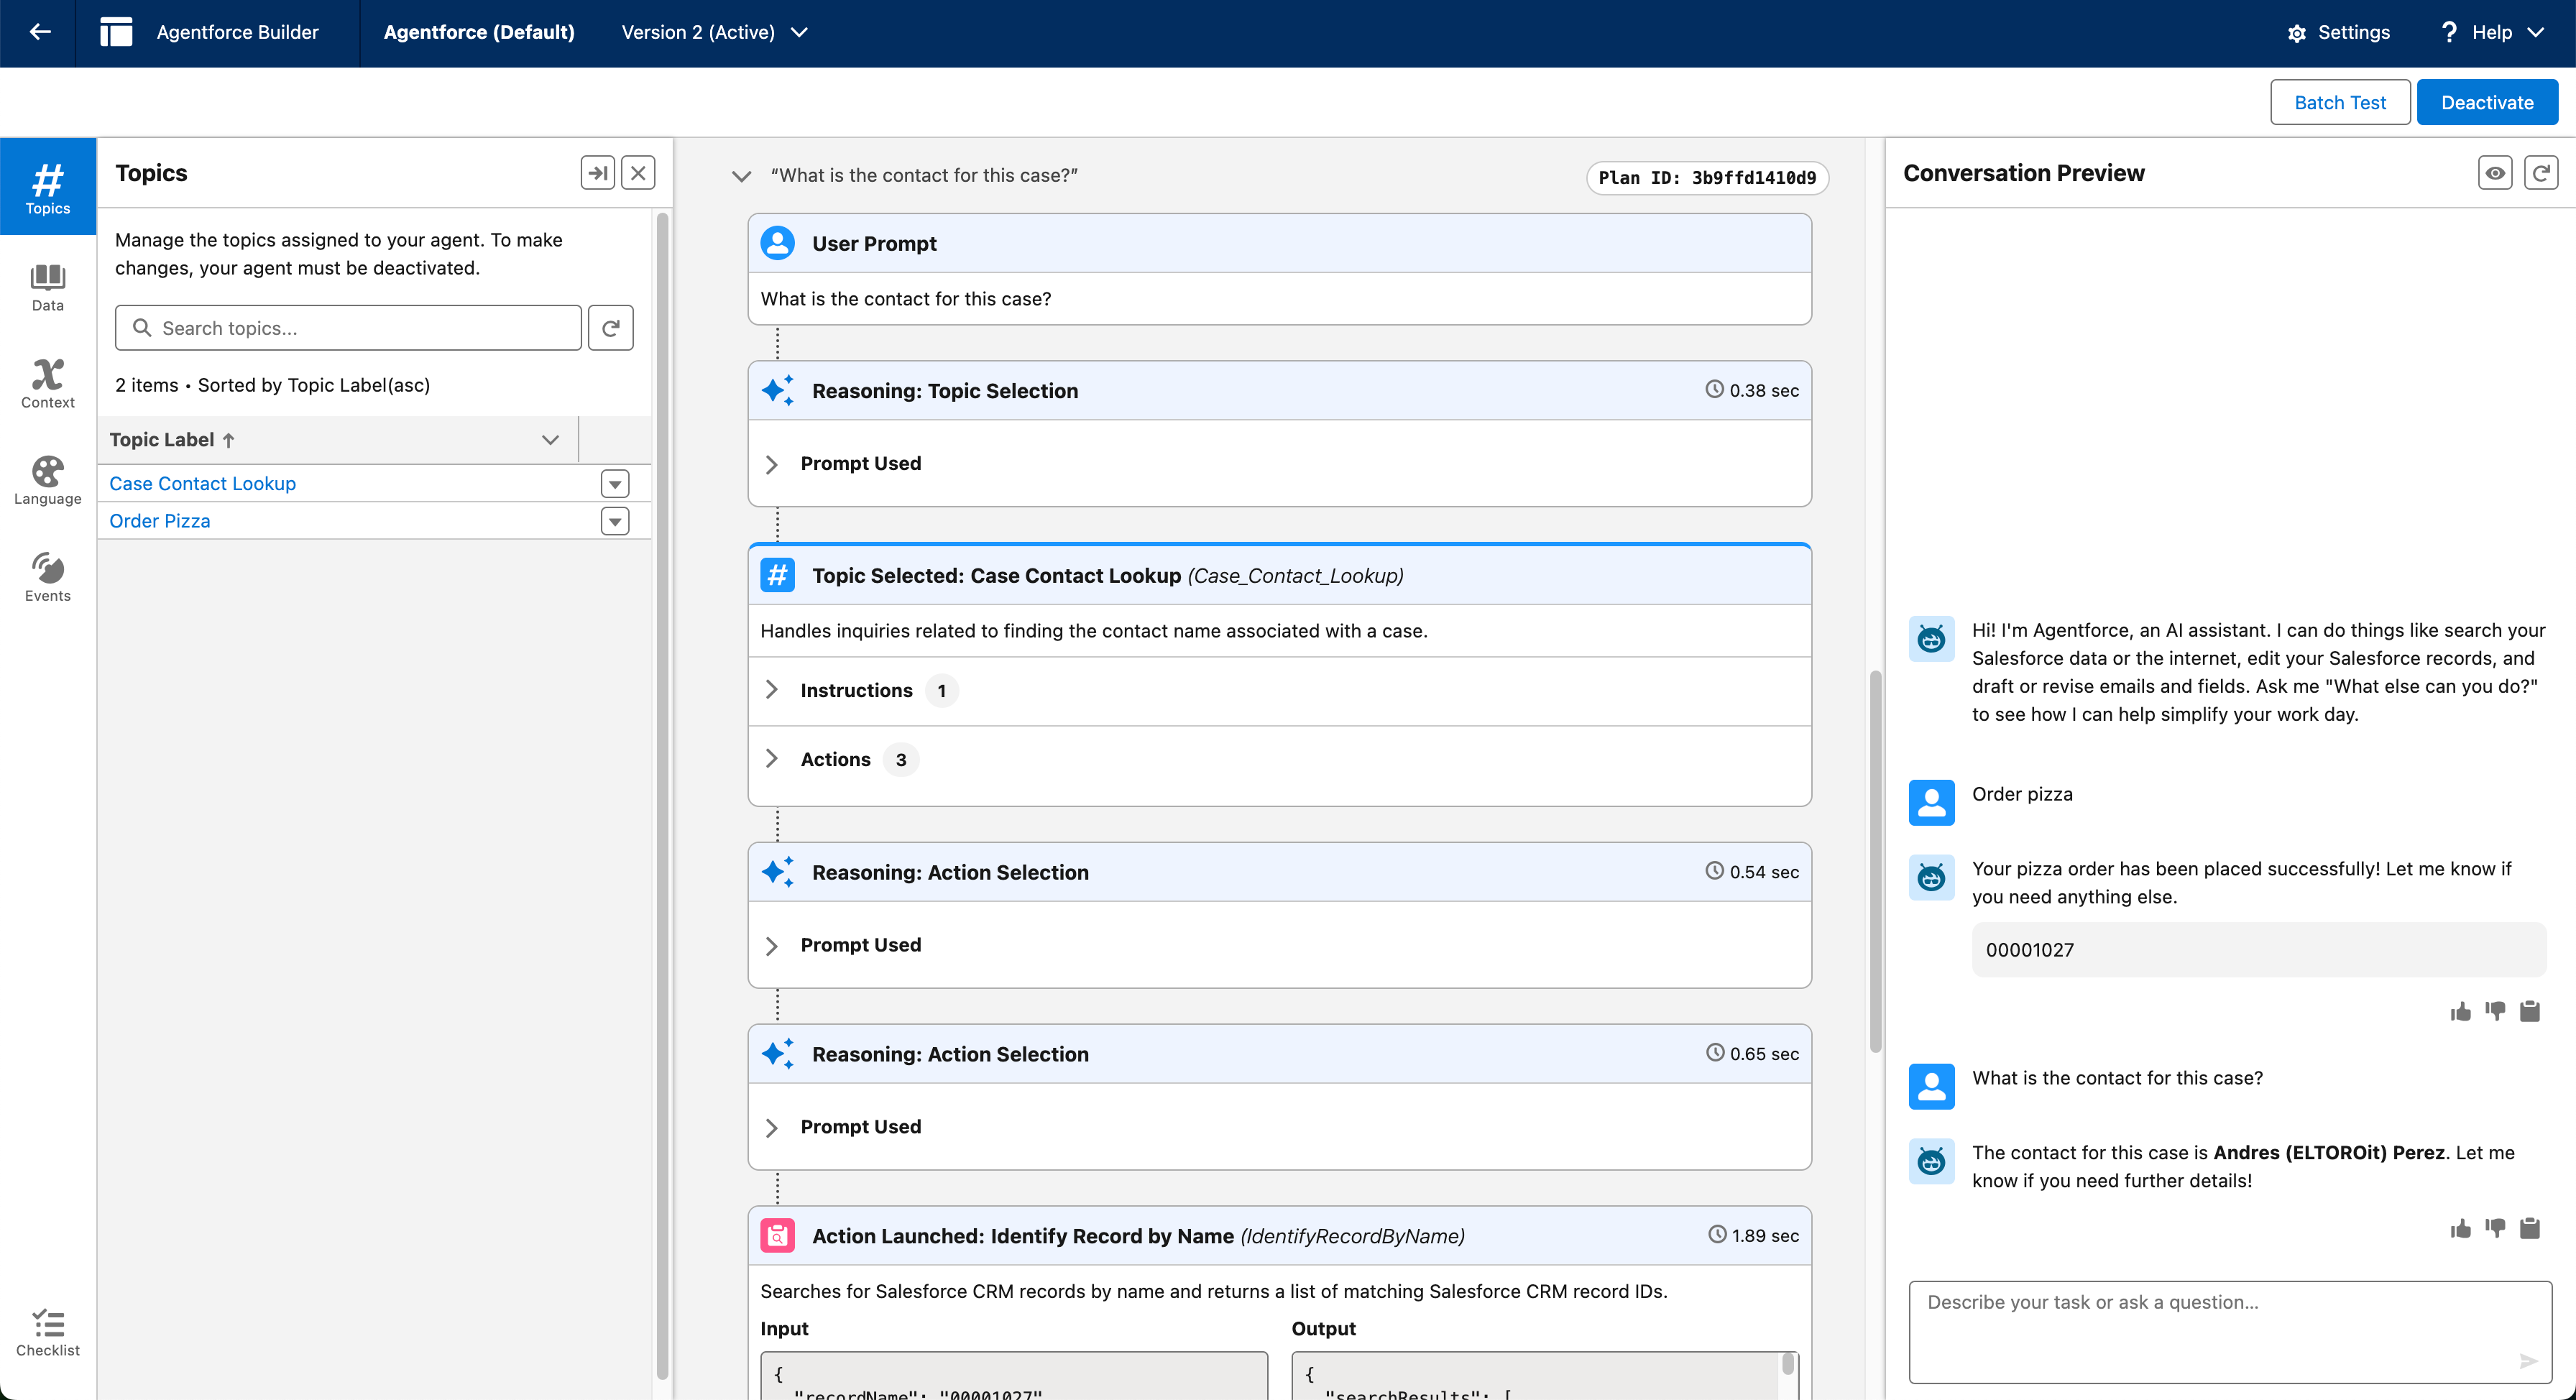 Agentforce Builder
Agentforce (Default)
Version 2 (Active)
Settings
? Help
Batch Test
Deactivate
# Topics
Data
Context
Language
Events
Checklist
Topics
Manage the topics assigned to your agent. To make
changes, your agent must be deactivated.
Search topics...
2 items • Sorted by Topic Label(asc)
Topic Label ↑
Case Contact Lookup
Order Pizza
“What is the contact for this case?”
Plan ID: 3b9ffd1410d9
User Prompt
What is the contact for this case?
Reasoning: Topic Selection
0.38 sec
Prompt Used
# Topic Selected: Case Contact Lookup (Case_Contact_Lookup)
Handles inquiries related to finding the contact name associated with a case.
Instructions 1
Actions 3
Reasoning: Action Selection
0.54 sec
Prompt Used
Reasoning: Action Selection
0.65 sec
Prompt Used
Action Launched: Identify Record by Name (IdentifyRecordByName)
1.89 sec
Searches for Salesforce CRM records by name and returns a list of matching Salesforce CRM record IDs.
Input
{
"recordName": "00001027"
Output
{
"searchResults": [
Conversation Preview
Hi! I'm Agentforce, an AI assistant. I can do things like search your
Salesforce data or the internet, edit your Salesforce records, and
draft or revise emails and fields. Ask me "What else can you do?"
to see how I can help simplify your work day.
Order pizza
Your pizza order has been placed successfully! Let me know if
you need anything else.
00001027
What is the contact for this case?
The contact for this case is Andres (ELTOROit) Perez. Let me
know if you need further details!
Describe your task or ask a question...